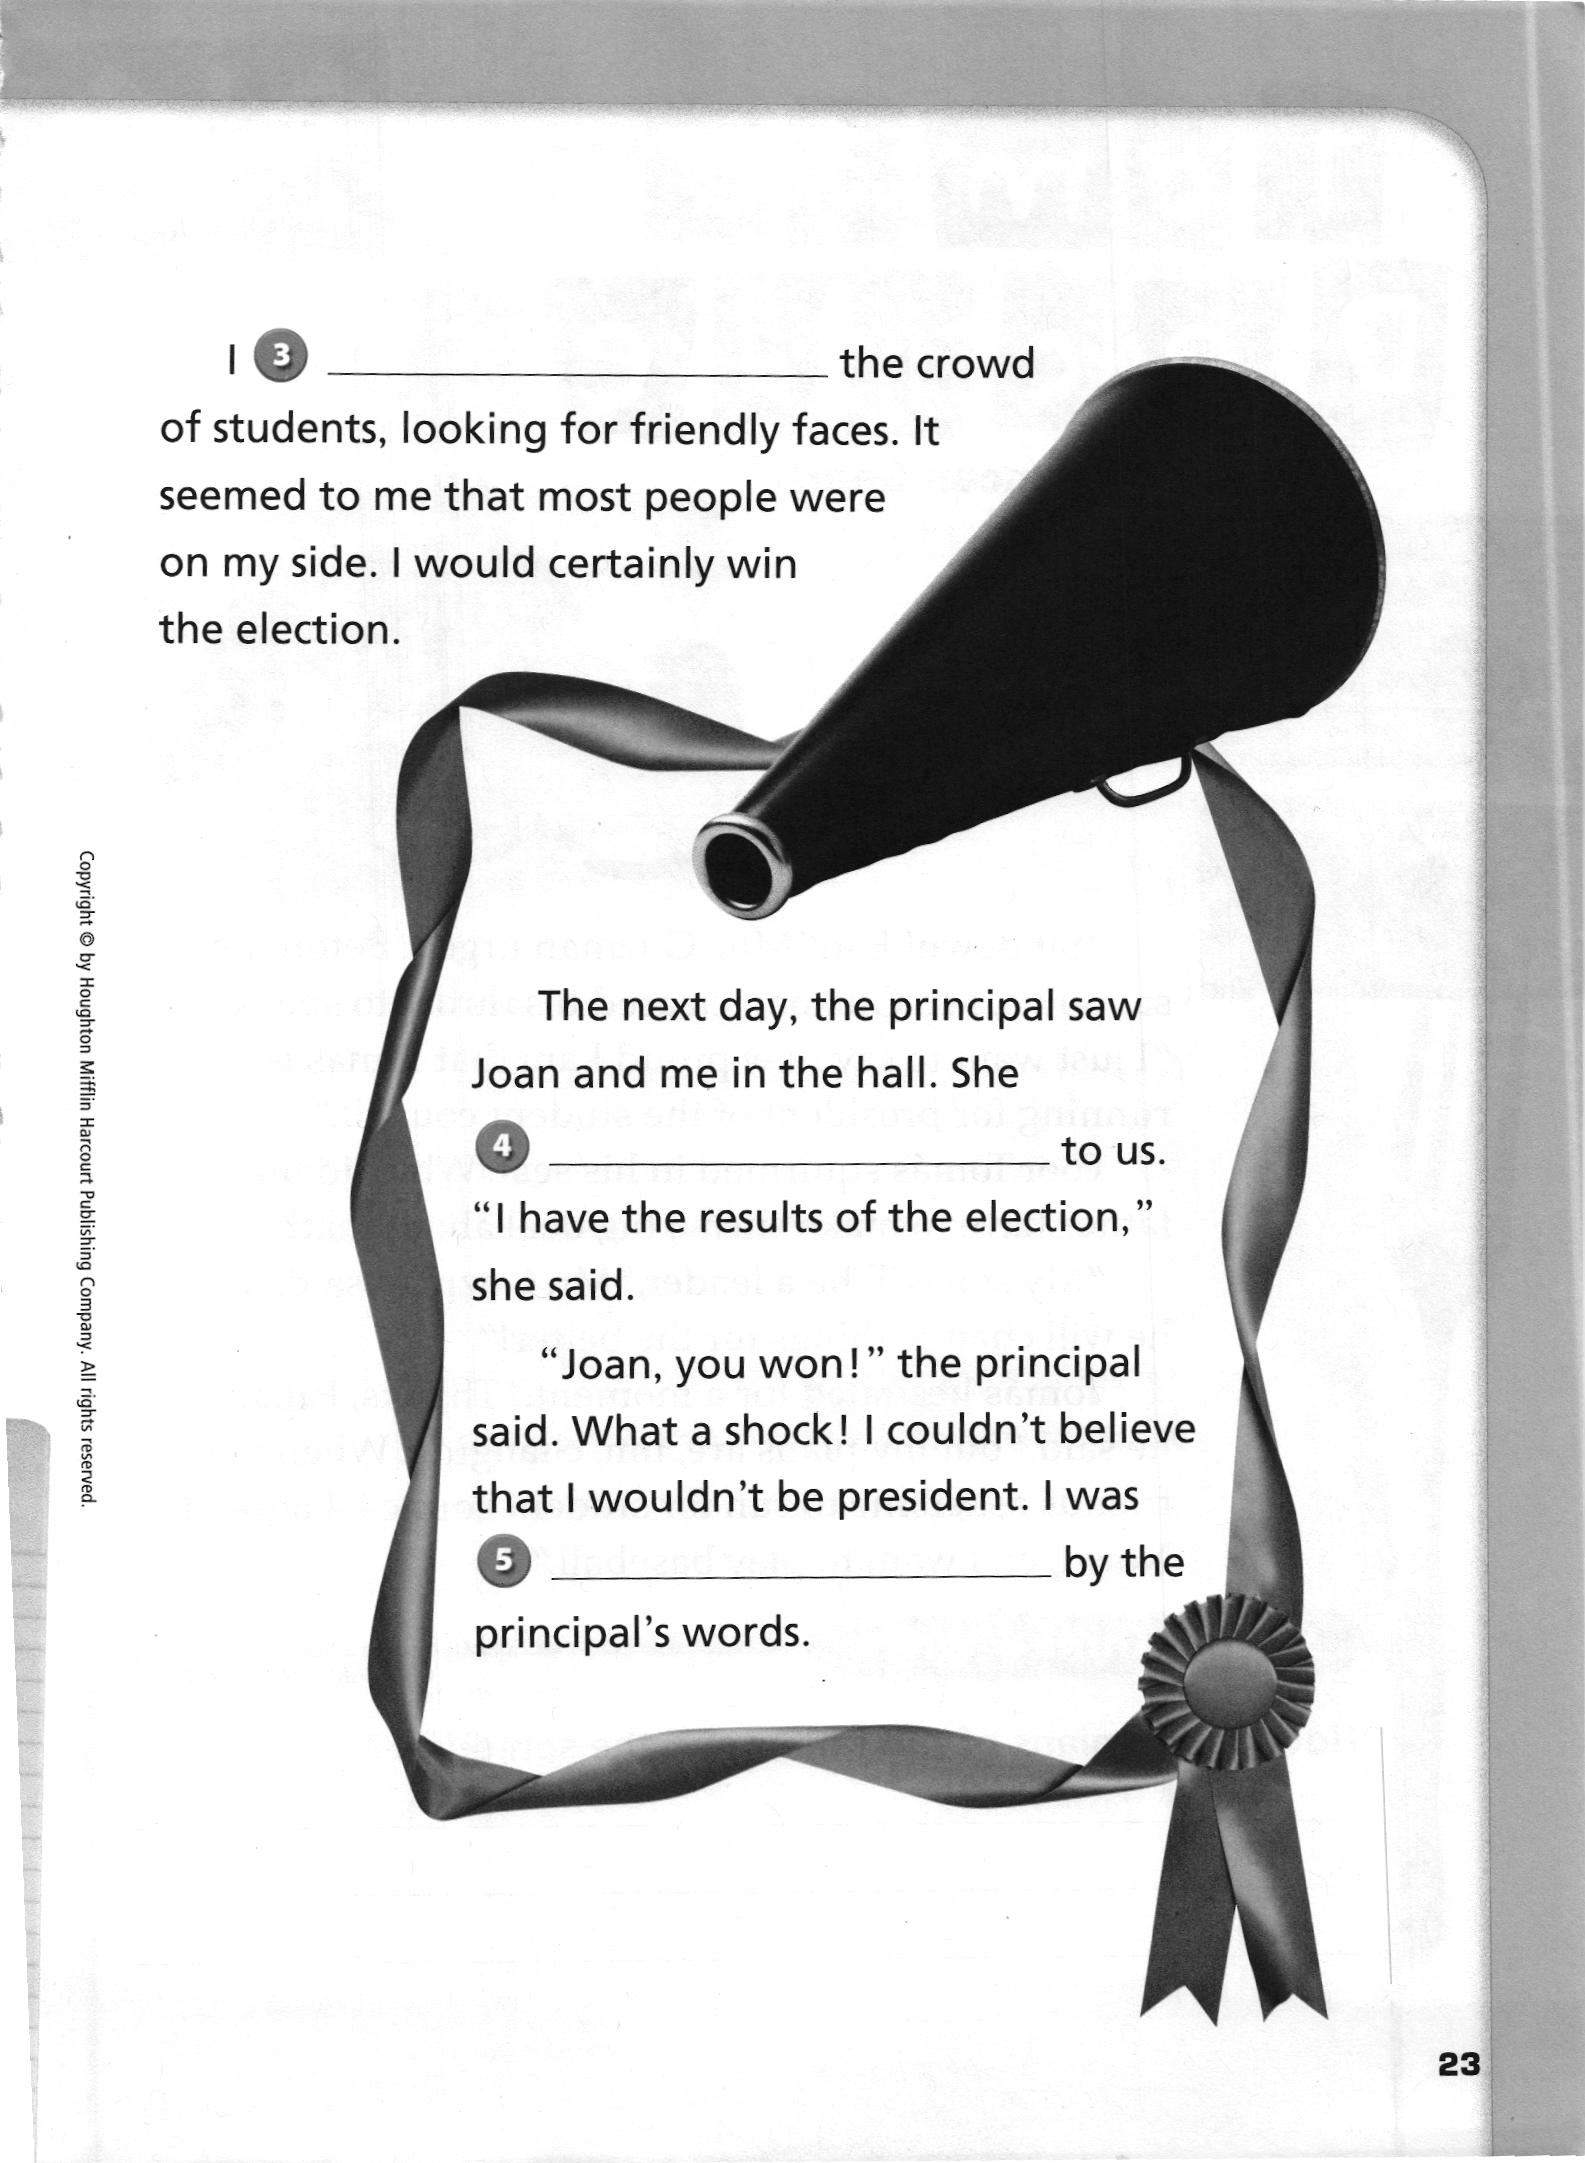 I 3 ______ the crowd
of students, looking for friendly faces. It
seemed to me that most people were
on my side. I would certainly win
the election.
The next day, the principal saw
Joan and me in the hall. She
4 ______ to us.
“I have the results of the election,”
she said.
“Joan, you won!” the principal
said. What a shock! I couldn’t believe
that I wouldn’t be president. I was
5 ______ by the
principal’s words.
Copyright © by Houghton Mifflin Harcourt Publishing Company. All rights reserved.
23